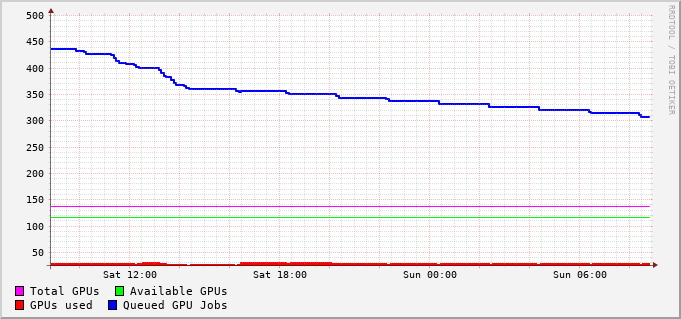 500
450
400
350
300
250
200
150
100
50
Sat 12:00 Sat 18:00 Sun 00:00 Sun 06:00
Total GPUs Available GPUs
GPUs used Queued GPU Jobs
RRDTOOL / TOBI OETIKER